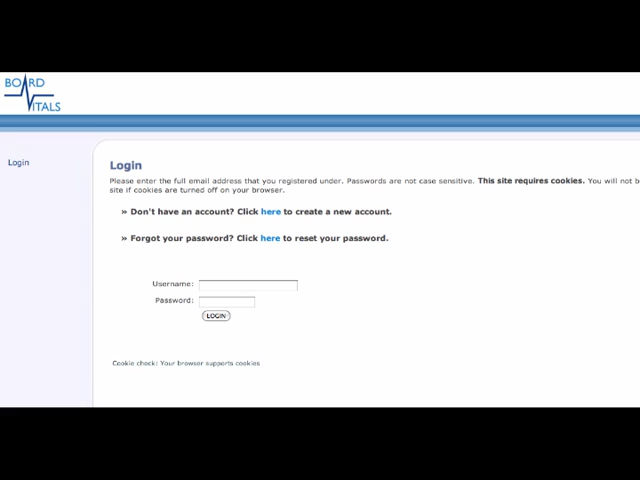 BOARD
VITALS
Login
Login
Please enter the full email address that you registered under. Passwords are not case sensitive. This site requires cookies. You will not b
site if cookies are turned off on your browser.
» Don't have an account? Click here to create a new account.
» Forgot your password? Click here to reset your password.
Username:
Password:
LOGIN
Cookie check: Your browser supports cookies